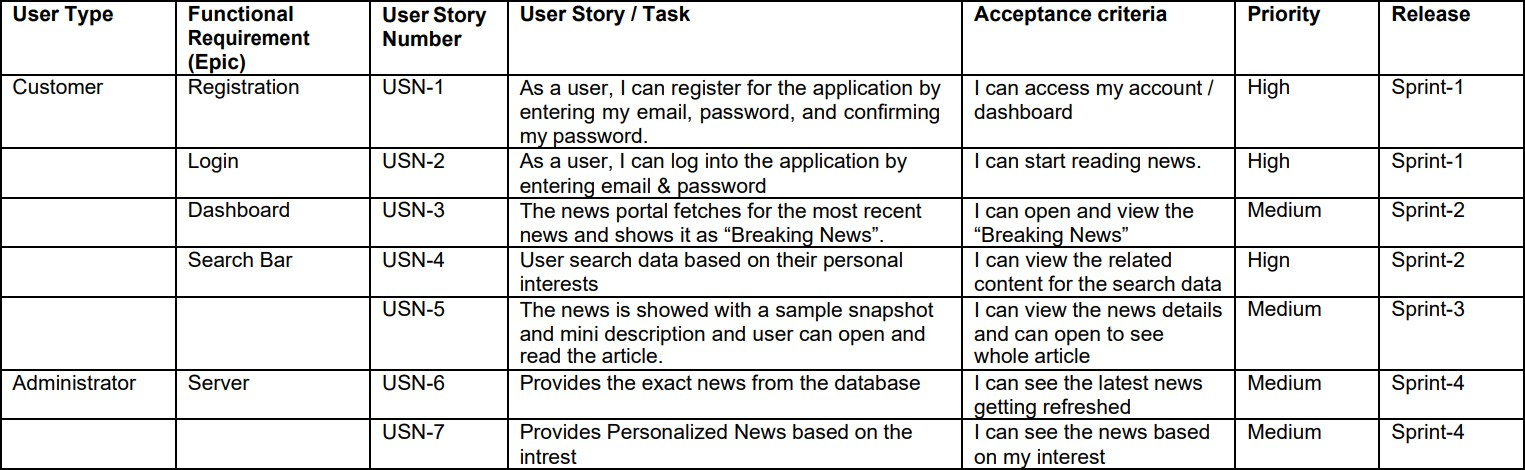 User Type Functional Requirement (Epic) User Story Number User Story / Task Acceptance criteria Priority Release
Customer Registration USN-1 As a user, I can register for the application by entering my email, password, and confirming my password. I can access my account / dashboard High Sprint-1
Login USN-2 As a user, I can log into the application by entering email & password I can start reading news. High Sprint-1
Dashboard USN-3 The news portal fetches for the most recent news and shows it as “Breaking News”. I can open and view the “Breaking News” Medium Sprint-2
Search Bar USN-4 User search data based on their personal interests I can view the related content for the search data Hign Sprint-2
USN-5 The news is showed with a sample snapshot and mini description and user can open and read the article. I can view the news details and can open to see whole article Medium Sprint-3
Administrator Server USN-6 Provides the exact news from the database I can see the latest news getting refreshed Medium Sprint-4
USN-7 Provides Personalized News based on the intrest I can see the news based on my interest Medium Sprint-4